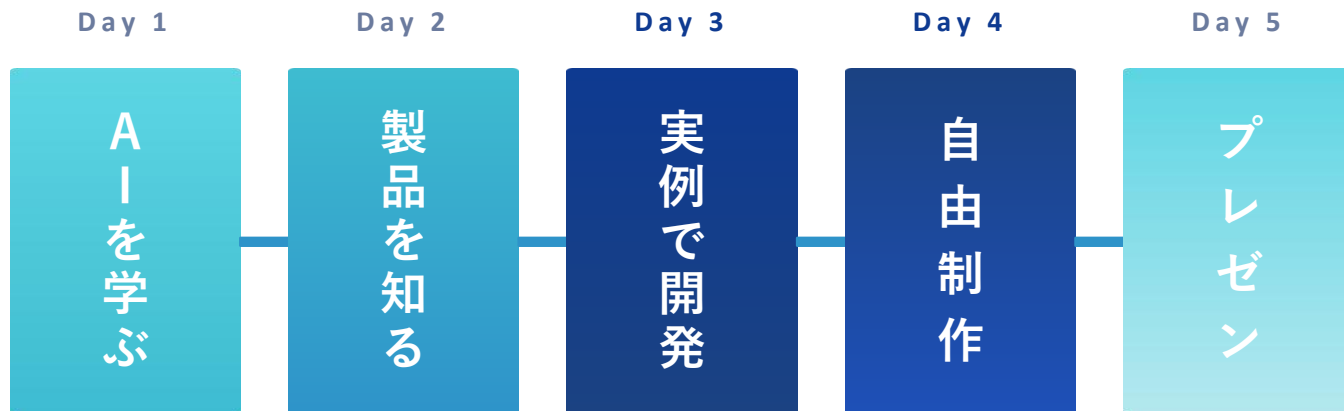 Day 1
AIを学ぶ
Day 2
製品を知る
Day 3
実例で開発
Day 4
自由制作
Day 5
プレゼン